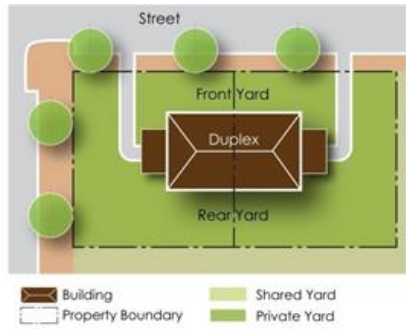 Street
Front Yard
Duplex
Rear Yard
Building
Shared Yard
Property Boundary
Private Yard